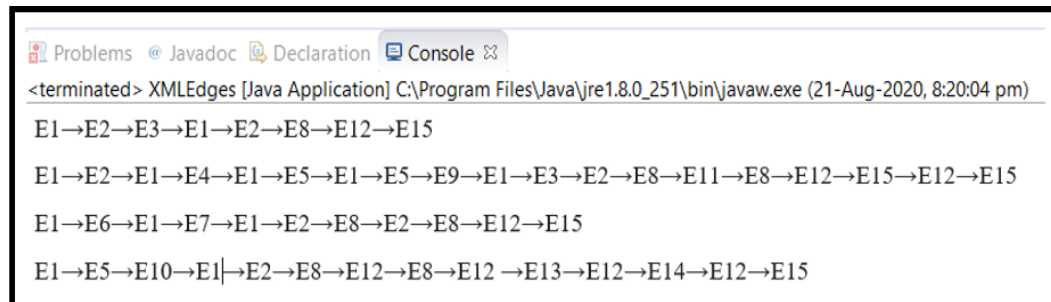 Problems @ Javadoc Declaration Console
<terminated> XMLEdges [Java Application] C:\Program Files\Java\jre1.8.0_251\bin\javaw.exe (21-Aug-2020, 8:20:04 pm)
E1→E2→E3→E1→E2→E8→E12→E15
E1→E2→E1→E4→E1→E5→E1→E5→E9→E1→E3→E2→E8→E11→E8→E12→E15→E12→E15
E1→E6→E1→E7→E1→E2→E8→E2→E8→E12→E15
E1→E5→E10→E1→E2→E8→E12→E8→E12 →E13→E12→E14→E12→E15